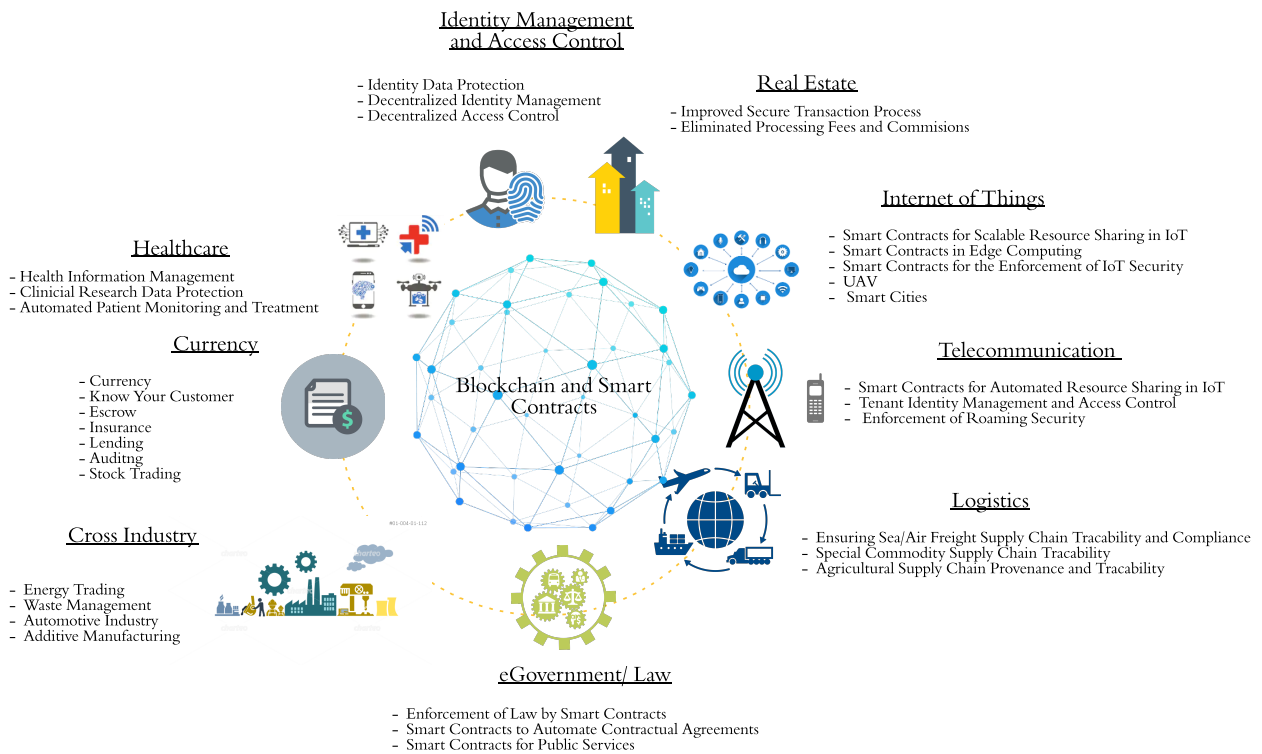 Identity Management
and Access Control
- Identity Data Protection
- Decentralized Identity Management
- Decentralized Access Control
Real Estate
- Improved Secure Transaction Process
- Eliminated Processing Fees and Commisions
Internet of Things
- Smart Contracts for Scalable Resource Sharing in IoT
- Smart Contracts in Edge Computing
- Smart Contracts for the Enforcement of IoT Security
- UAV
- Smart Cities
Telecommunication
- Smart Contracts for Automated Resource Sharing in IoT
- Tenant Identity Management and Access Control
- Enforcement of Roaming Security
Logistics
- Ensuring Sea/Air Freight Supply Chain Tracability and Compliance
- Special Commodity Supply Chain Tracability
- Agricultural Supply Chain Provenance and Tracability
eGovernment/ Law
- Enforcement of Law by Smart Contracts
- Smart Contracts to Automate Contractual Agreements
- Smart Contracts for Public Services
Cross Industry
- Energy Trading
- Waste Management
- Automotive Industry
- Additive Manufacturing
Currency
- Currency
- Know Your Customer
- Escrow
- Insurance
- Lending
- Auditng
- Stock Trading
Healthcare
- Health Information Management
- Clinicial Research Data Protection
- Automated Patient Monitoring and Treatment
Blockchain and Smart
Contracts
#01-004-01-112